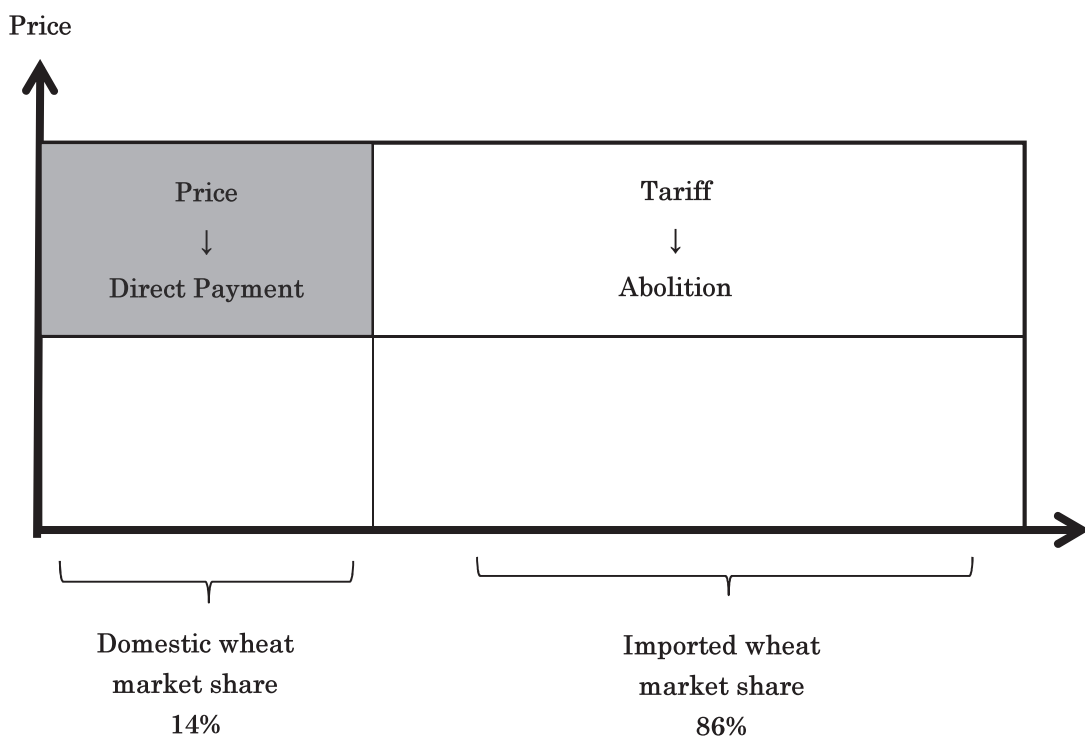 Price
Price
↓
Direct Payment
Tariff
↓
Abolition
Domestic wheat
market share
14%
Imported wheat
market share
86%